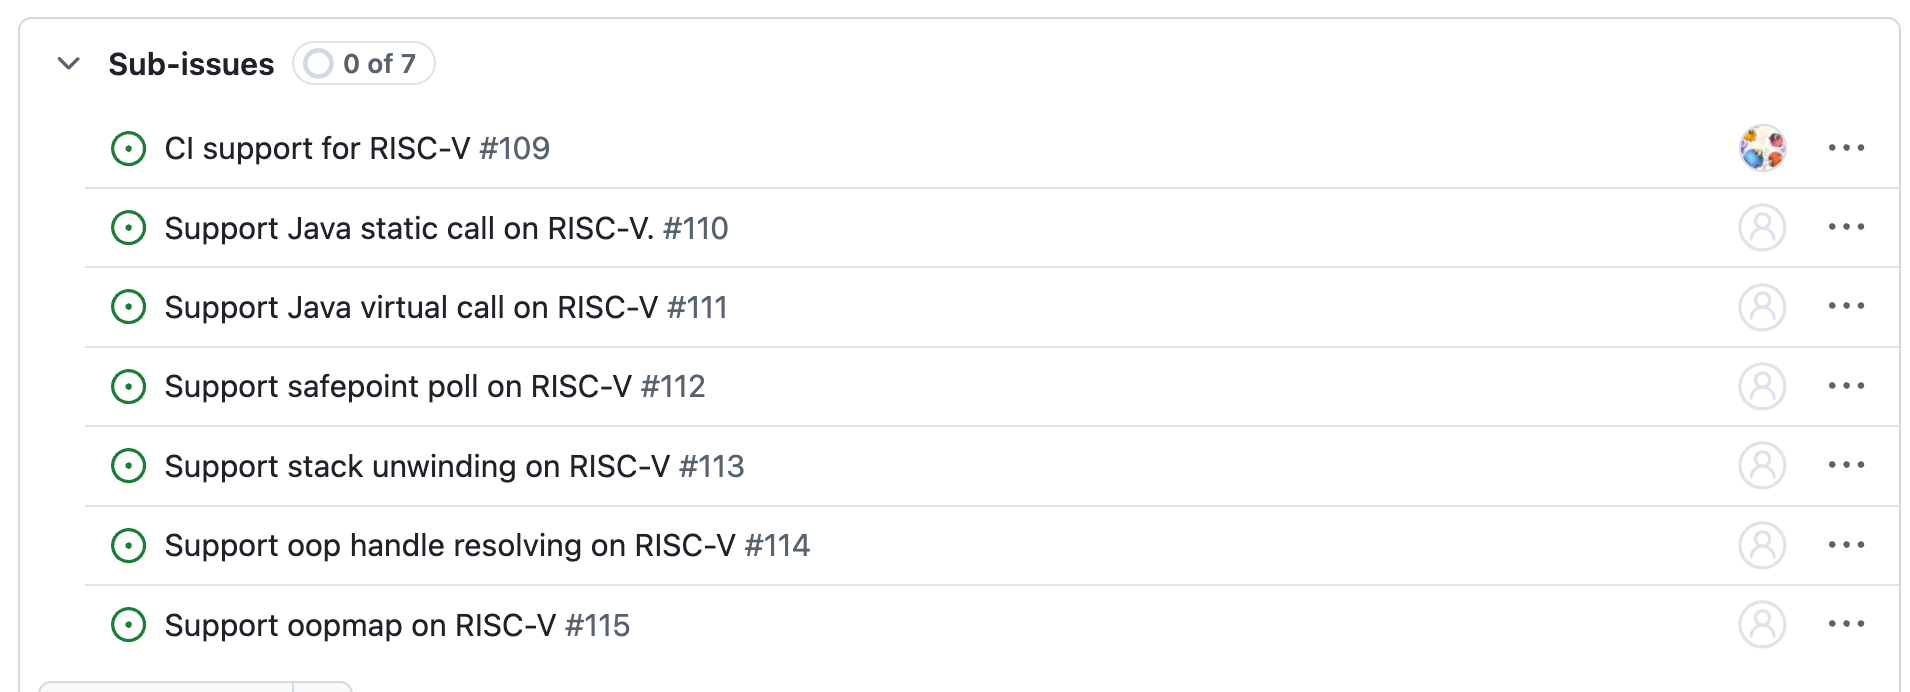 Sub-issues 0 of 7
CI support for RISC-V #109
Support Java static call on RISC-V. #110
Support Java virtual call on RISC-V #111
Support safepoint poll on RISC-V #112
Support stack unwinding on RISC-V #113
Support oop handle resolving on RISC-V #114
Support oopmap on RISC-V #115